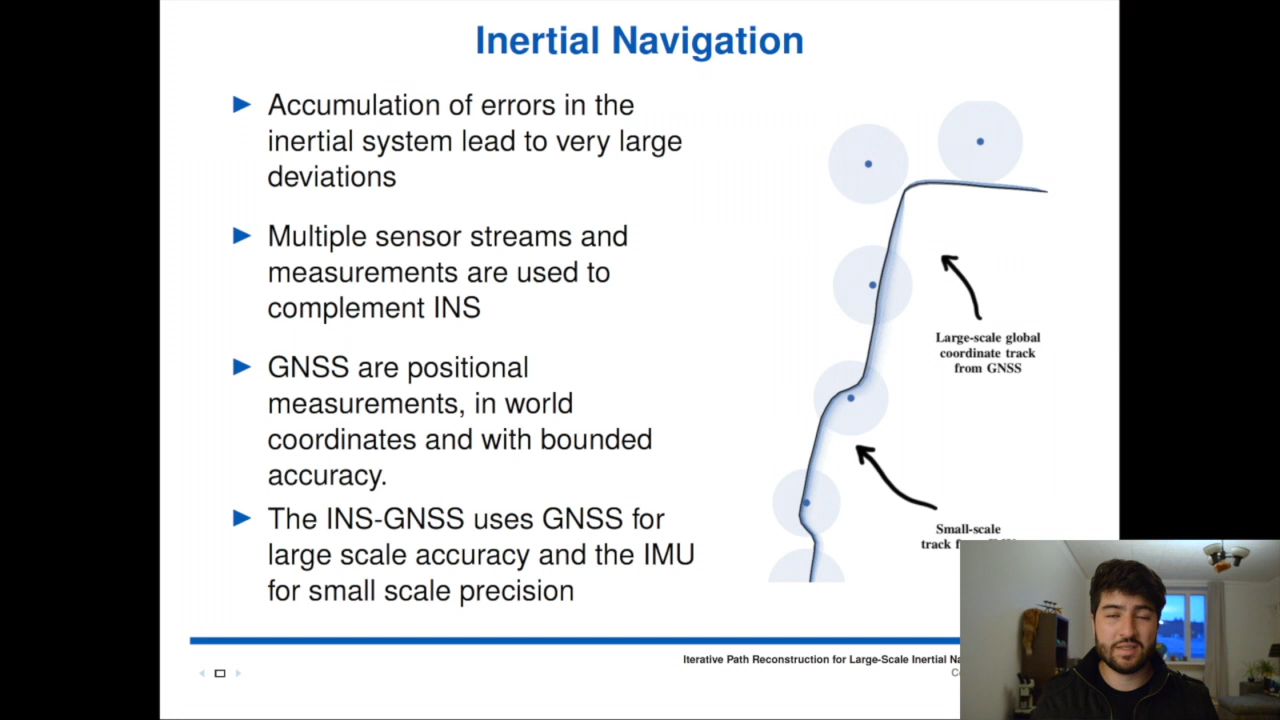 Inertial Navigation
Accumulation of errors in the
inertial system lead to very large
deviations
Multiple sensor streams and
measurements are used to
complement INS
GNSS are positional
measurements, in world
coordinates and with bounded
accuracy.
The INS-GNSS uses GNSS for
large scale accuracy and the IMU
for small scale precision
Large-scale global
coordinate track
from GNSS
Small-scale
track
Iterative Path Reconstruction for Large-Scale Inertial